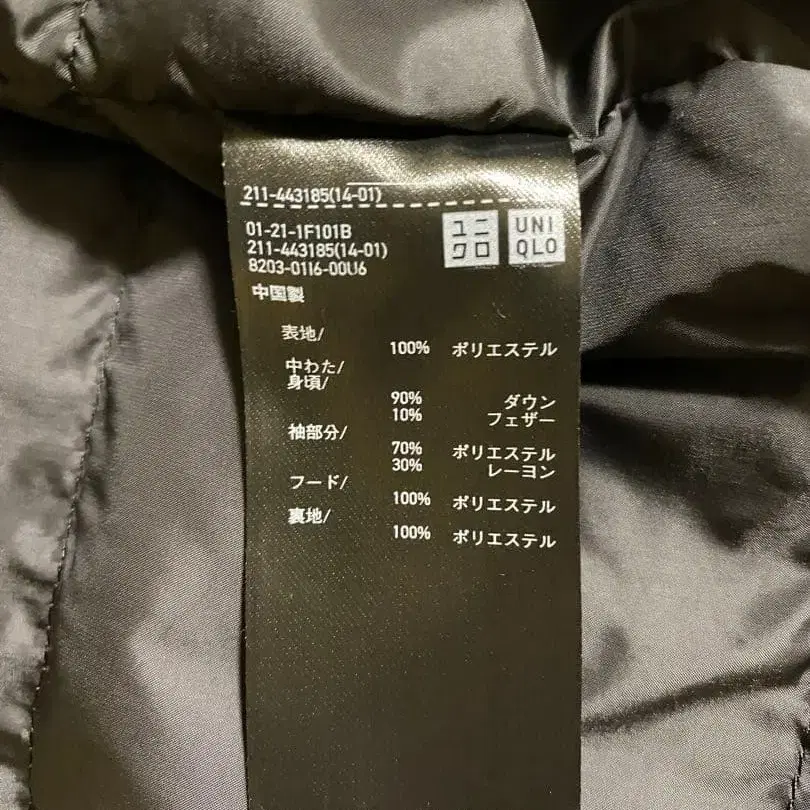 211-443185(14-01)
01-21-1F101B
211-443185(14-01)
8203-0116-00U6
中国製
ユニ
クロ
UNI
QLO
表地/
100% ポリエステル
中わた/
身頃/
90% ダウン
10% フェザー
袖部分/
70% ポリエステル
30% レーヨン
フード/
100% ポリエステル
裏地/
100% ポリエステル